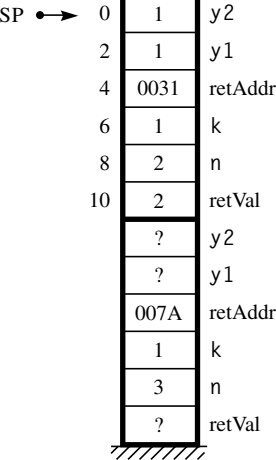 SP 0 1 y2
2 1 y1
4 0031 retAddr
6 1 k
8 2 n
10 2 retVal
? y2
? y1
007A retAddr
1 k
3 n
? retVal